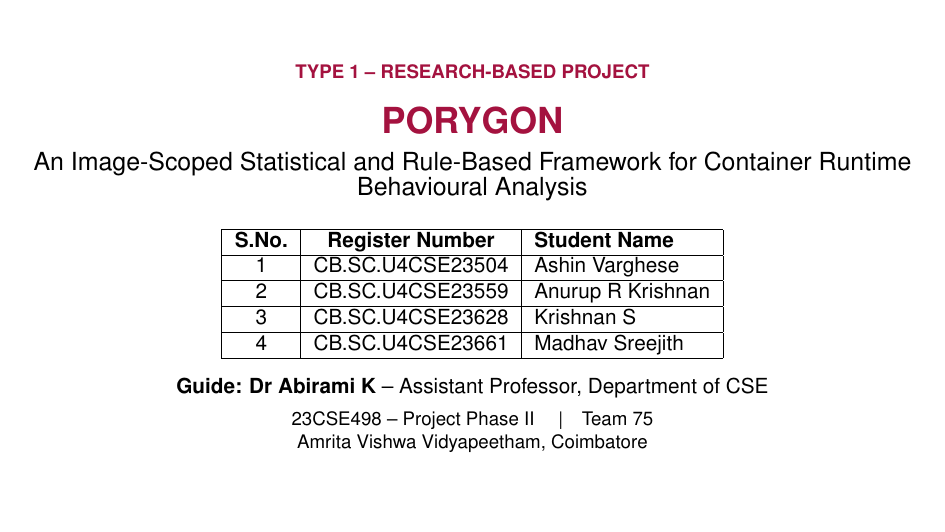 TYPE 1 – RESEARCH-BASED PROJECT
PORYGON
An Image-Scoped Statistical and Rule-Based Framework for Container Runtime
Behavioural Analysis
S.No. Register Number Student Name
1 CB.SC.U4CSE23504 Ashin Varghese
2 CB.SC.U4CSE23559 Anurup R Krishnan
3 CB.SC.U4CSE23628 Krishnan S
4 CB.SC.U4CSE23661 Madhav Sreejith
Guide: Dr Abirami K – Assistant Professor, Department of CSE
23CSE498 – Project Phase II | Team 75
Amrita Vishwa Vidyapeetham, Coimbatore